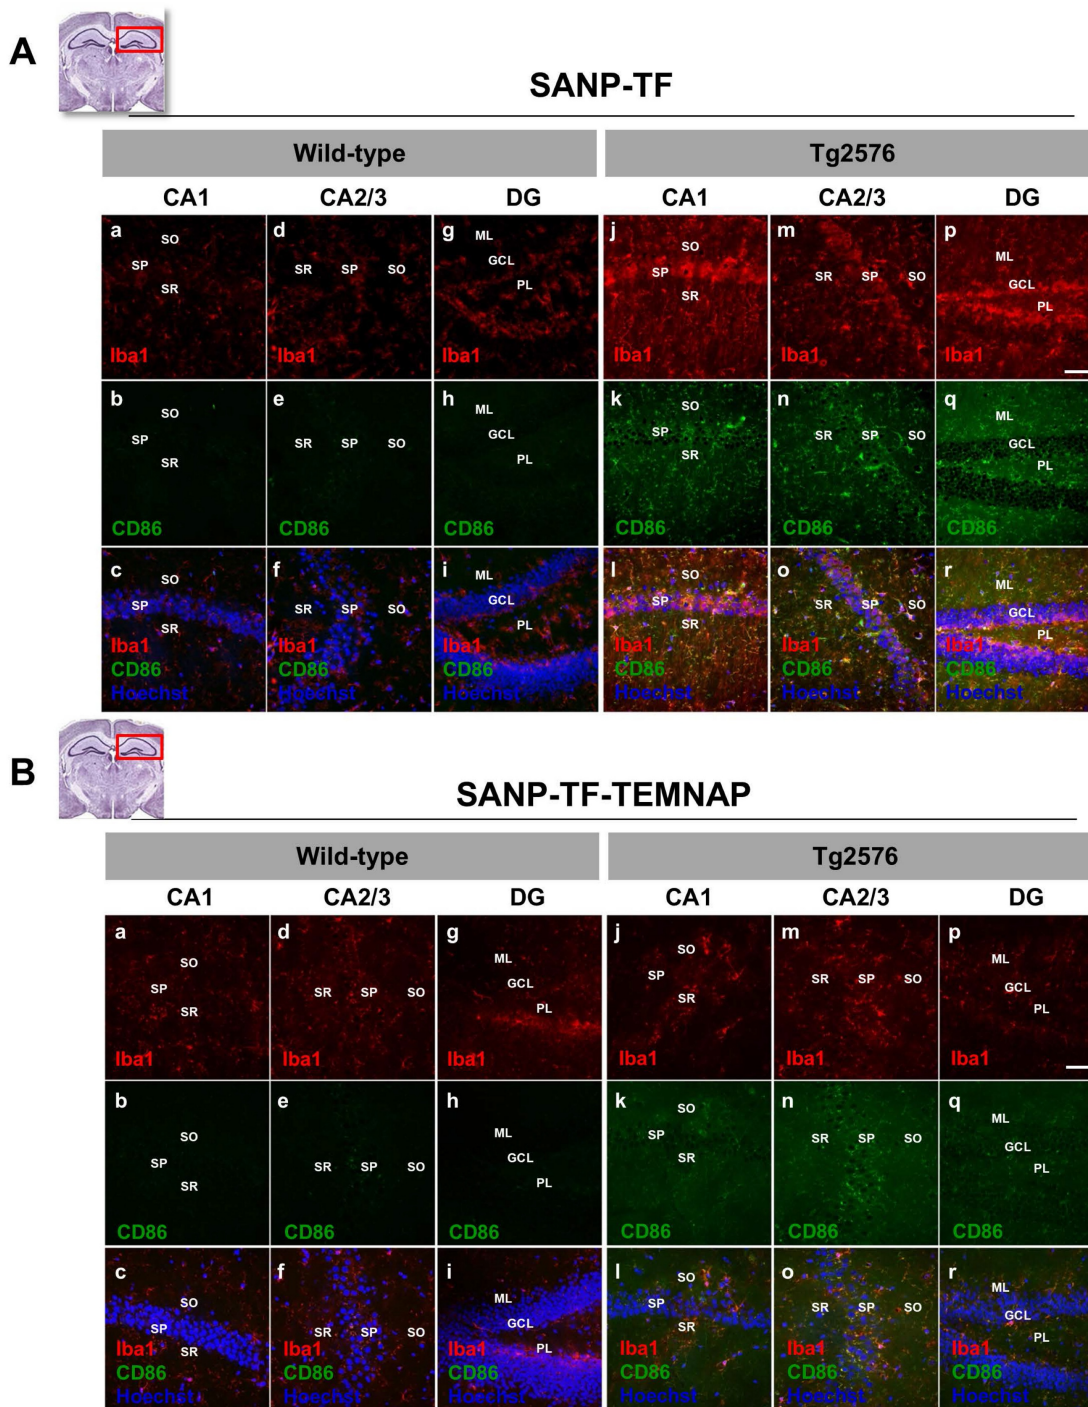 A
SANP-TF
Wild-type Tg2576
CA1 CA2/3 DG CA1 CA2/3 DG
a SO SP SR Iba1
d SR SP SO Iba1
g ML GCL PL Iba1
j SO SP SR Iba1
m SR SP SO Iba1
p ML GCL PL Iba1
b SO SP SR CD86
e SR SP SO CD86
h ML GCL PL CD86
k SO SP SR CD86
n SR SP SO CD86
q ML GCL PL CD86
c SO SP SR Iba1 CD86 Hoechst
f SR SP SO Iba1 CD86 Hoechst
i ML GCL PL Iba1 CD86 Hoechst
l SO SP SR Iba1 CD86 Hoechst
o SR SP SO Iba1 CD86 Hoechst
r ML GCL PL Iba1 CD86 Hoechst
B
SANP-TF-TEMNAP
Wild-type Tg2576
CA1 CA2/3 DG CA1 CA2/3 DG
a SO SP SR Iba1
d SR SP SO Iba1
g ML GCL PL Iba1
j SO SP SR Iba1
m SR SP SO Iba1
p ML GCL PL Iba1
b SO SP SR CD86
e SR SP SO CD86
h ML GCL PL CD86
k SO SP SR CD86
n SR SP SO CD86
q ML GCL PL CD86
c SO SP SR Iba1 CD86 Hoechst
f SR SP SO Iba1 CD86 Hoechst
i ML GCL PL Iba1 CD86 Hoechst
l SO SP SR Iba1 CD86 Hoechst
o SR SP SO Iba1 CD86 Hoechst
r ML GCL PL Iba1 CD86 Hoechst